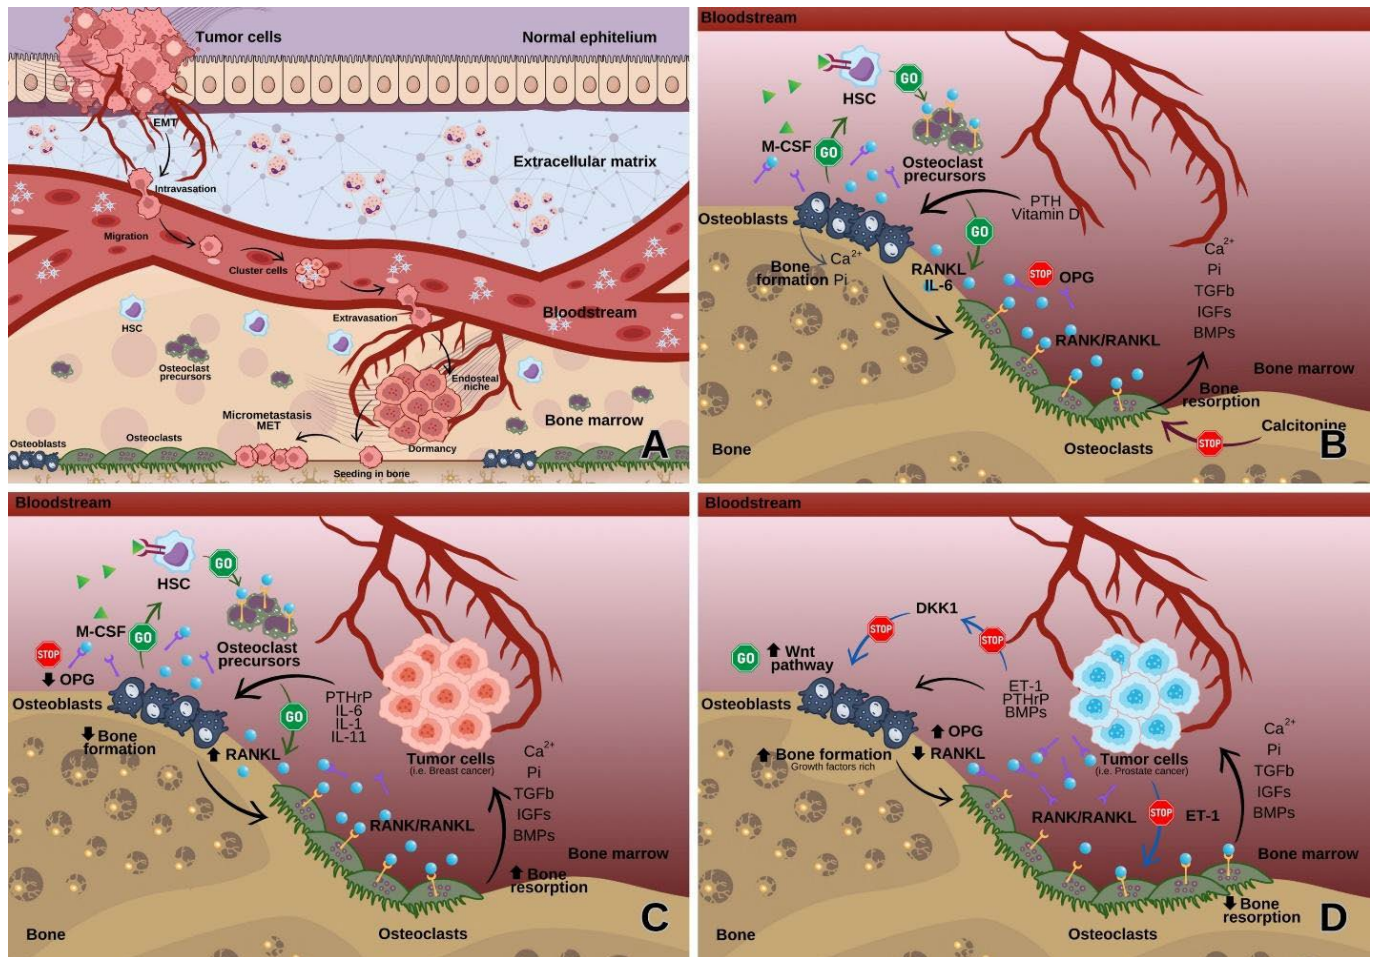 Tumor cells
Normal ephitelium
EMT
Extracellular matrix
Intravasation
Migration
Cluster cells
Extravasation
Bloodstream
HSC
Osteoclast
precursors
Endosteal
niche
Micrometastasis
MET
Bone marrow
Dormancy
Osteoblasts
Osteoclasts
Seeding in bone
A
Bloodstream
HSC
GO
M-CSF
GO
Osteoclast
precursors
PTH
Vitamin D
Osteoblasts
GO
Bone
formation
Ca2+
Pi
RANKL
IL-6
STOP
OPG
Ca2+
Pi
TGFb
IGFs
BMPs
RANK/RANKL
Bone marrow
Bone
resorption
Calcitonine
STOP
Bone
Osteoclasts
B
Bloodstream
HSC
GO
M-CSF
GO
STOP
OPG
Osteoclast
precursors
Osteoblasts
PTHrP
IL-6
IL-1
IL-11
GO
Bone
formation
RANKL
Tumor cells
(i.e. Breast cancer)
Ca2+
Pi
TGFb
IGFs
BMPs
RANK/RANKL
Bone marrow
Bone
resorption
Bone
Osteoclasts
C
Bloodstream
DKK1
STOP
STOP
GO
Wnt
pathway
ET-1
PTHrP
BMPs
Osteoblasts
OPG
RANKL
Bone formation
Growth factors rich
Tumor cells
(i.e. Prostate cancer)
Ca2+
Pi
TGFb
IGFs
BMPs
RANK/RANKL
STOP
ET-1
Bone marrow
Bone
resorption
Bone
Osteoclasts
D